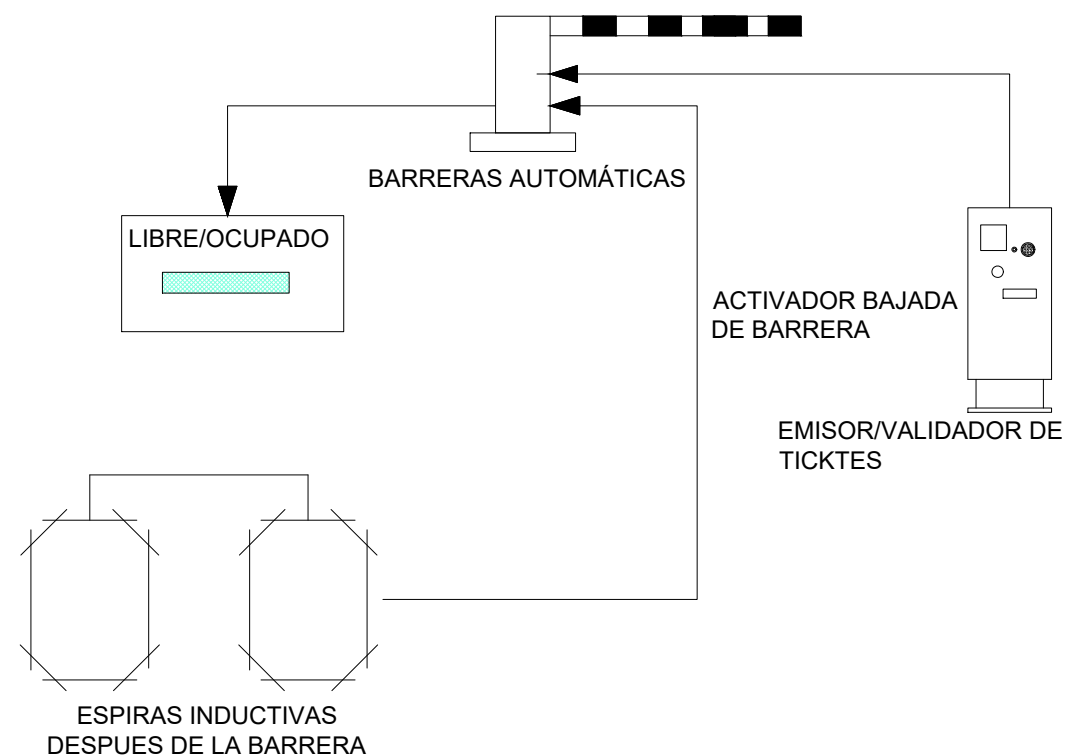 BARRERAS AUTOMÁTICAS
LIBRE/OCUPADO
ACTIVADOR BAJADA
DE BARRERA
EMISOR/VALIDADOR DE
TICKTES
ESPIRAS INDUCTIVAS
DESPUES DE LA BARRERA